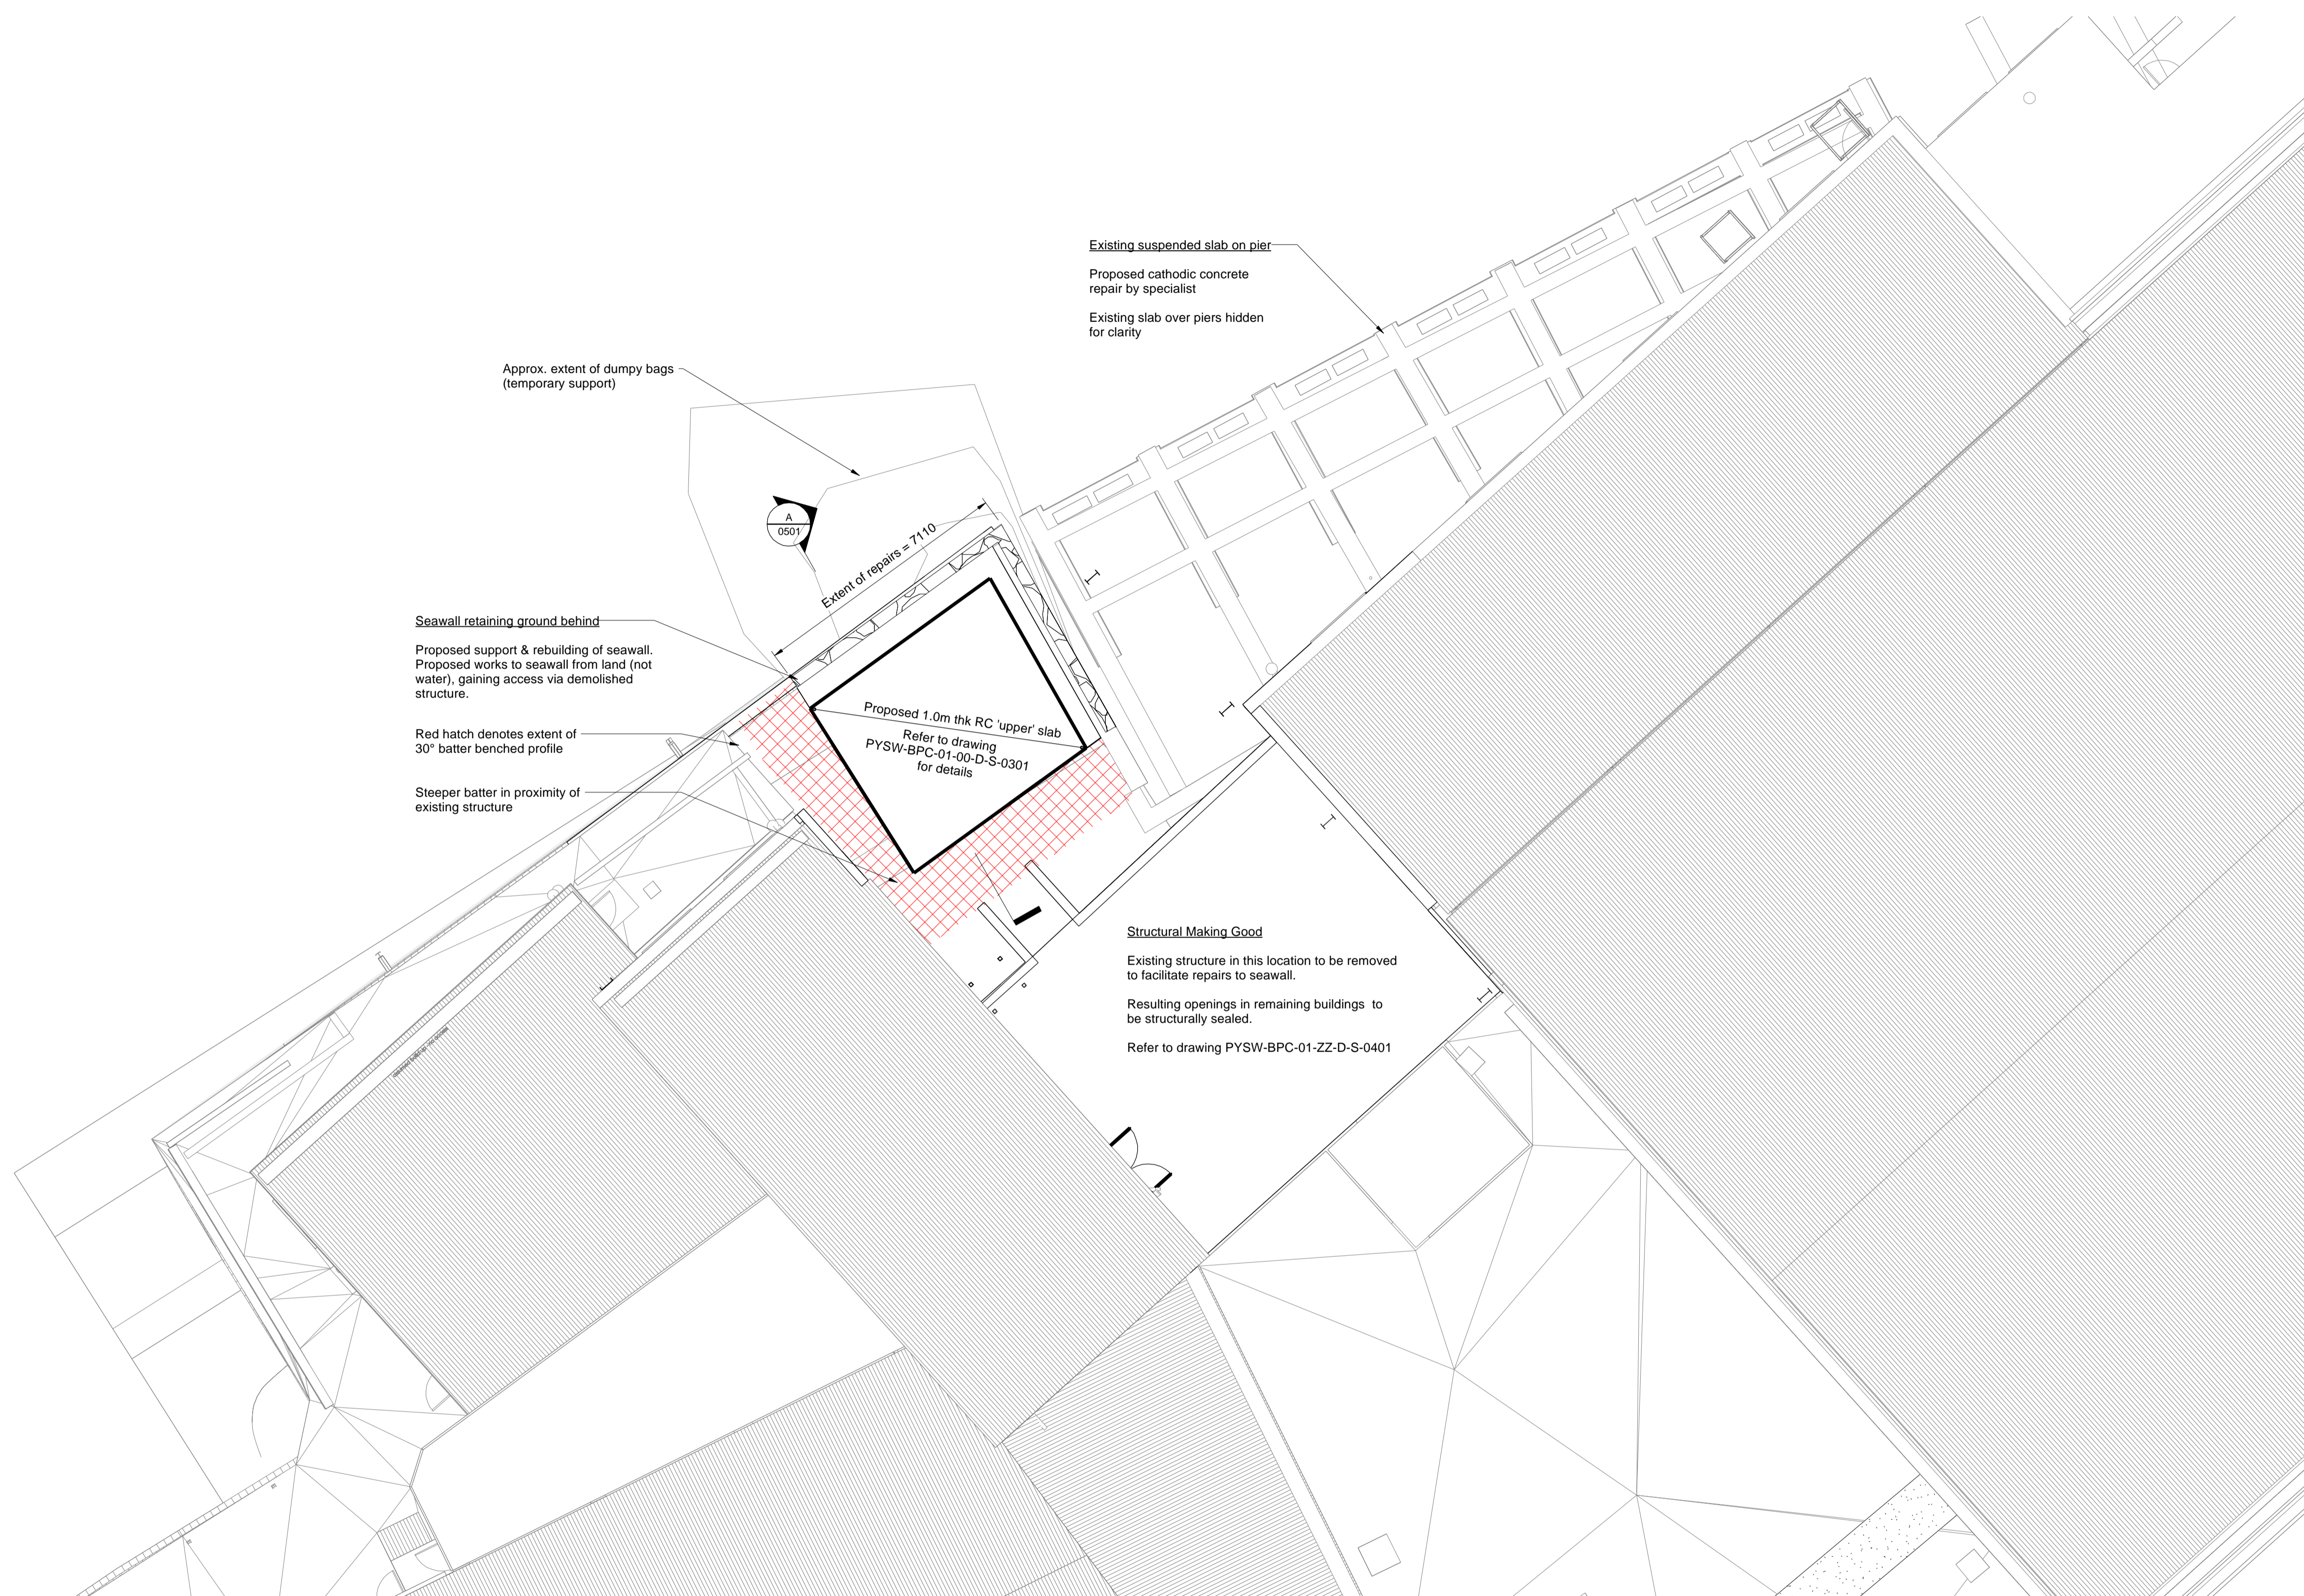 Existing suspended slab on pier
Proposed cathodic concrete
repair by specialist
Existing slab over piers hidden
for clarity
Approx. extent of dumpy bags
(temporary support)
A
0501
Extent of repairs = 7110
Seawall retaining ground behind
Proposed support & rebuilding of seawall.
Proposed works to seawall from land (not
water), gaining access via demolished
structure.
Red hatch denotes extent of
30° batter benched profile
Steeper batter in proximity of
existing structure
Proposed 1.0m thk RC 'upper' slab
Refer to drawing
PYSW-BPC-01-00-D-S-0301
for details
Structural Making Good
Existing structure in this location to be removed
to facilitate repairs to seawall.
Resulting openings in remaining buildings to
be structurally sealed.
Refer to drawing PYSW-BPC-01-ZZ-D-S-0401